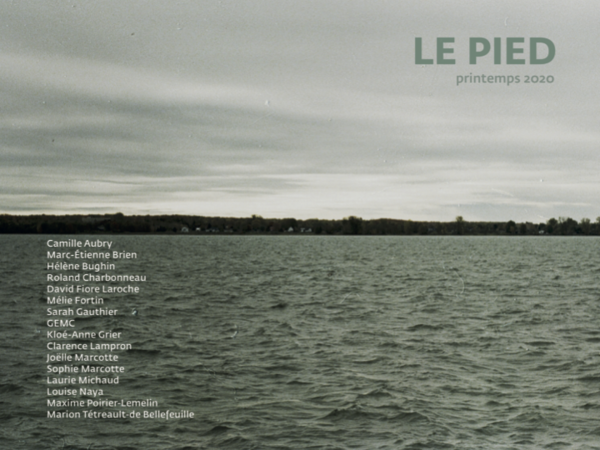 LE PIED
printemps 2020
Camille Aubry
Marc-Étienne Brien
Hélène Bughin
Roland Charbonneau
David Fiore Laroche
Mélie Fortin
Sarah Gauthier
GEMC
Kloé-Anne Grier
Clarence Lampron
Joëlle Marcotte
Sophie Marcotte
Laurie Michaud
Louise Naya
Maxime Poirier-Lemelin
Marion Tétreault-de Bellefeuille